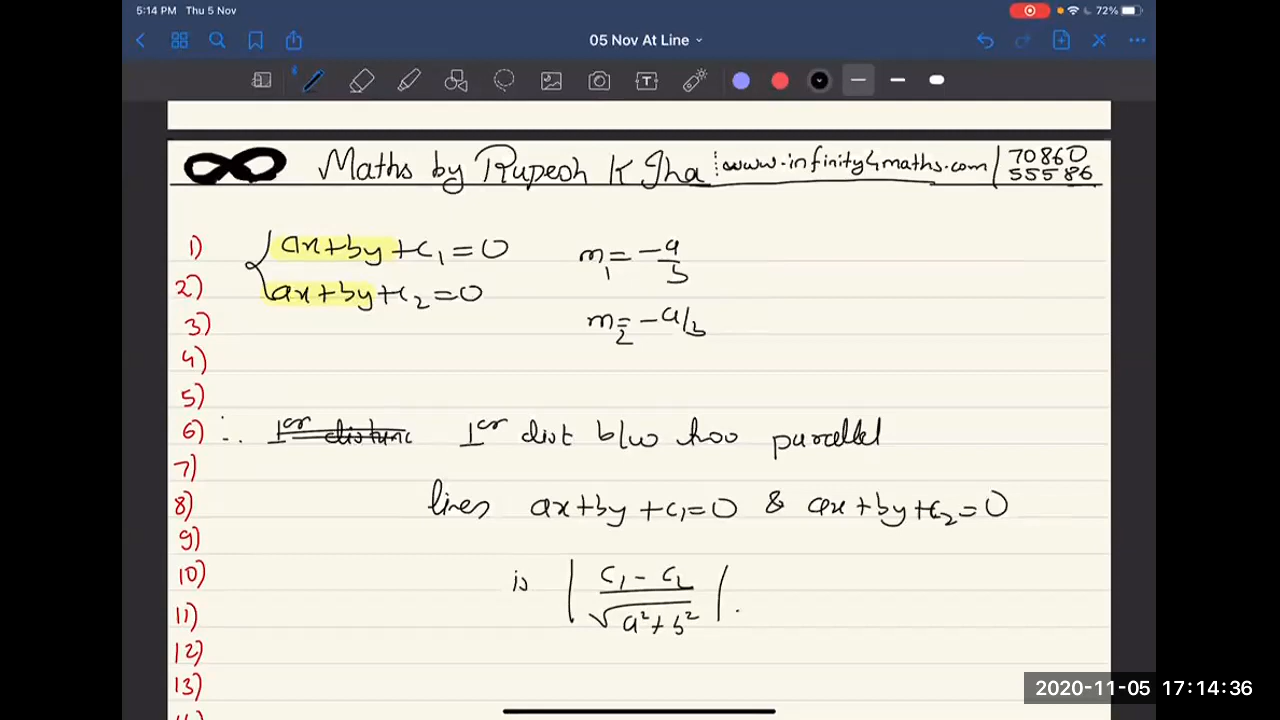 5:14 PM Thu 5 Nov
72%
05 Nov At Line
∞ Maths by Rupesh K Jha www.infinity4maths.com 70860 55586
1) ax+by+c₁=0 m₁=-a/b
2) ax+by+c₂=0
3) m₂=-a/b
4)
5)
6) ∴ ⊥cr distanc ⊥cr dist b/w two parallel
7)
8) lines ax+by+c₁=0 & ax+by+c₂=0
9)
10) is | (c₁-c₂)/√(a²+b²) |.
11)
12)
13)
2020-11-05 17:14:36